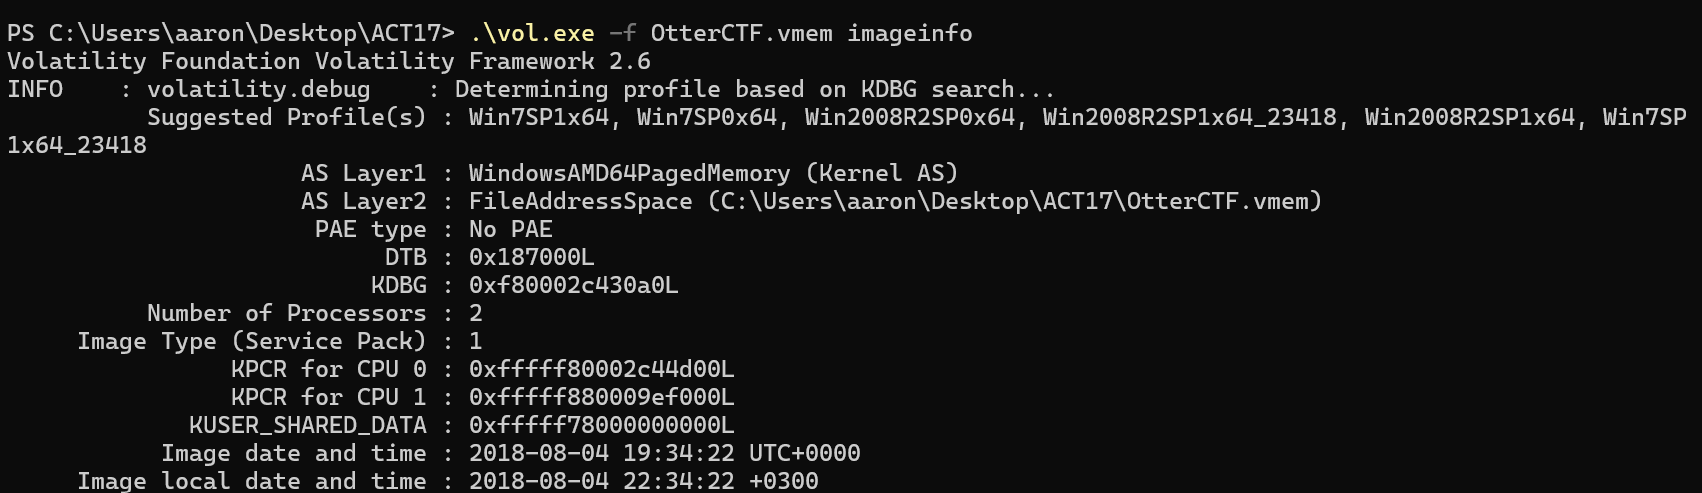 PS C:\Users\aaron\Desktop\ACT17> .\vol.exe -f OtterCTF.vmem imageinfo
Volatility Foundation Volatility Framework 2.6
INFO    : volatility.debug    : Determining profile based on KDBG search...
          Suggested Profile(s) : Win7SP1x64, Win7SP0x64, Win2008R2SP0x64, Win2008R2SP1x64_23418, Win2008R2SP1x64, Win7SP
1x64_23418
                     AS Layer1 : WindowsAMD64PagedMemory (Kernel AS)
                     AS Layer2 : FileAddressSpace (C:\Users\aaron\Desktop\ACT17\OtterCTF.vmem)
                      PAE type : No PAE
                           DTB : 0x187000L
                          KDBG : 0xf80002c430a0L
          Number of Processors : 2
     Image Type (Service Pack) : 1
                KPCR for CPU 0 : 0xfffff80002c44d00L
                KPCR for CPU 1 : 0xfffff880009ef000L
             KUSER_SHARED_DATA : 0xfffff78000000000L
           Image date and time : 2018-08-04 19:34:22 UTC+0000
     Image local date and time : 2018-08-04 22:34:22 +0300